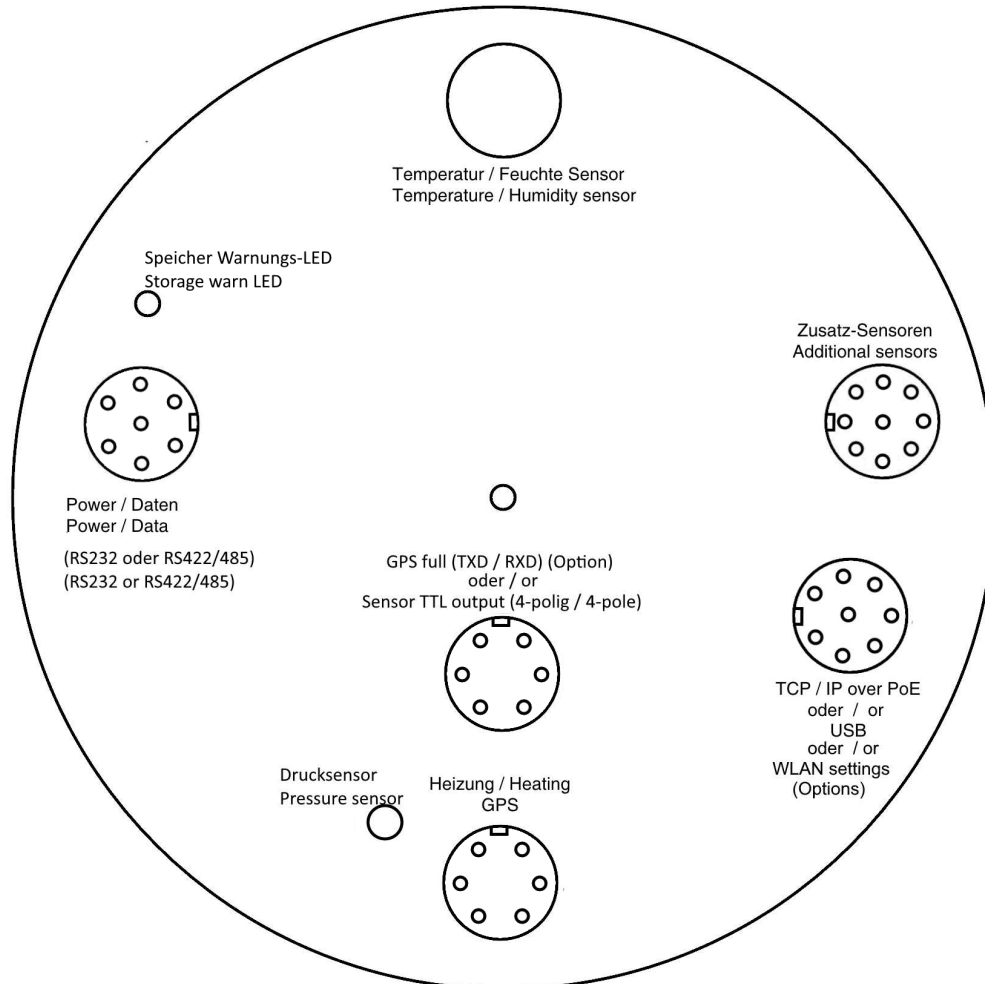 Temperatur / Feuchte Sensor
Temperature / Humidity sensor
Speicher Warnungs-LED
Storage warn LED
Zusatz-Sensoren
Additional sensors
Power / Daten
Power / Data
(RS232 oder RS422/485)
(RS232 or RS422/485)
GPS full (TXD / RXD) (Option)
oder / or
Sensor TTL output (4-polig / 4-pole)
TCP / IP over PoE
oder / or
USB
oder / or
WLAN settings
(Options)
Drucksensor
Pressure sensor
Heizung / Heating
GPS